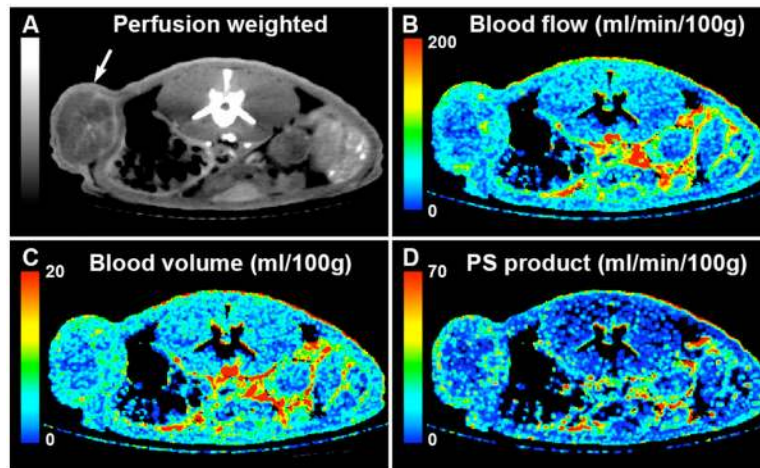 A
Perfusion weighted
B
Blood flow (ml/min/100g)
200
0
C
Blood volume (ml/100g)
20
0
D
PS product (ml/min/100g)
70
0